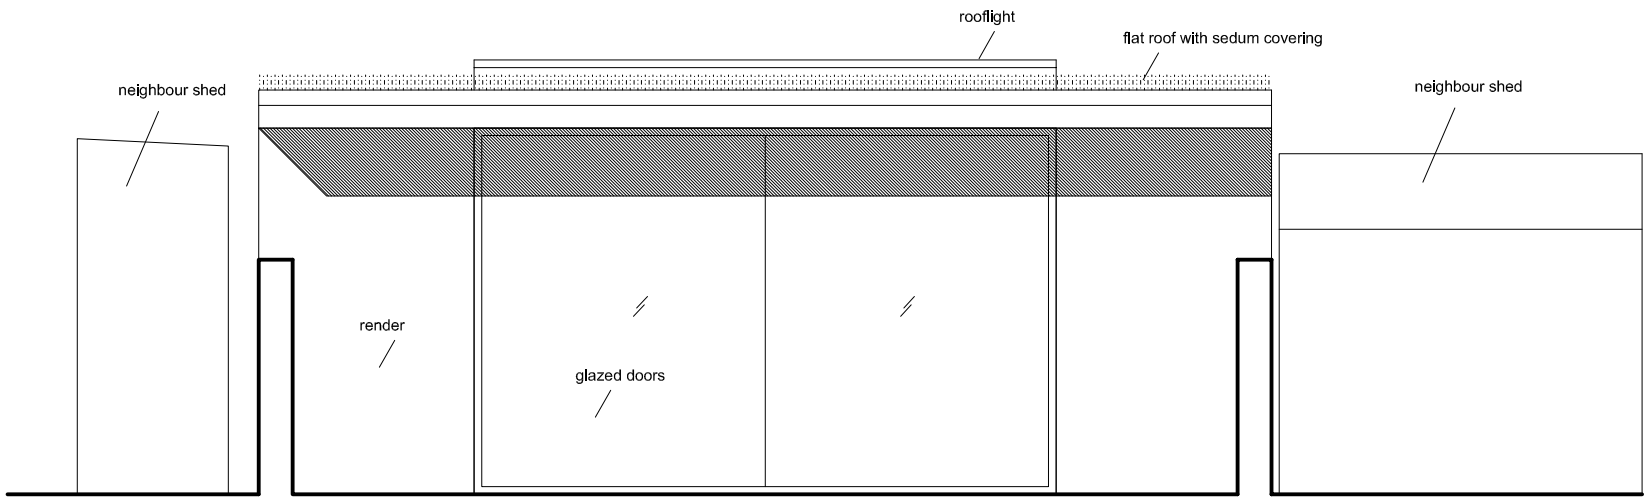 rooflight
flat roof with sedum covering
neighbour shed
neighbour shed
render
glazed doors